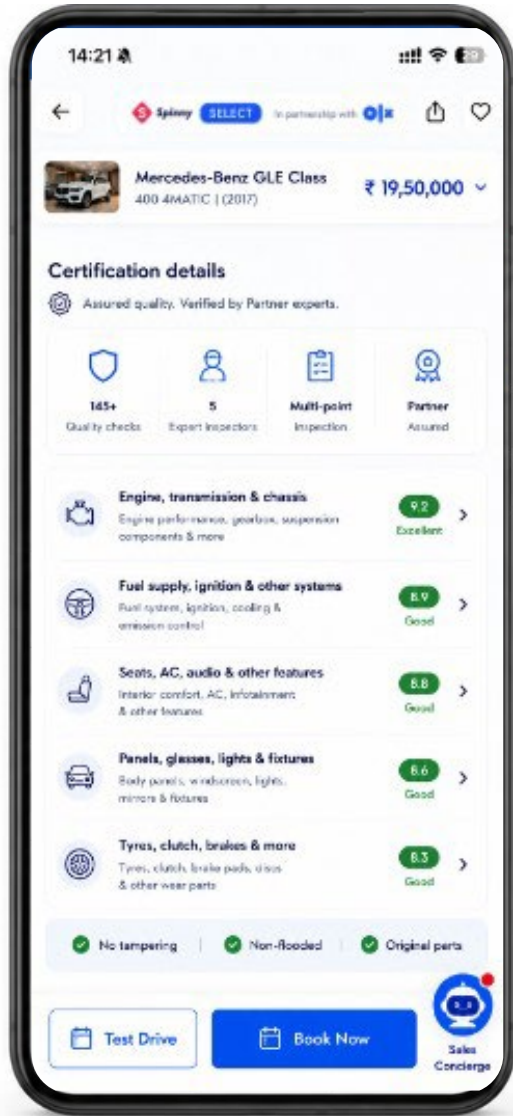 14:21
29
Spinny SELECT In partnership with olx
Mercedes-Benz GLE Class
400 4MATIC | (2017)
₹ 19,50,000
Certification details
Assured quality. Verified by Partner experts.
145+
Quality checks
5
Expert inspectors
Multi-point
Inspection
Partner
Assured
Engine, transmission & chassis
Engine performance, gearbox, suspension
components & more
9.2
Excellent
Fuel supply, ignition & other systems
Fuel system, ignition, cooling &
emission control
8.9
Good
Seats, AC, audio & other features
Interior comfort, AC, infotainment
& other features
8.8
Good
Panels, glasses, lights & fixtures
Body panels, windscreen, lights,
mirrors & fixtures
8.6
Good
Tyres, clutch, brakes & more
Tyres, clutch, brake pads, discs
& other wear parts
8.3
Good
No tampering
Non-flooded
Original parts
Test Drive
Book Now
Sales
Concierge